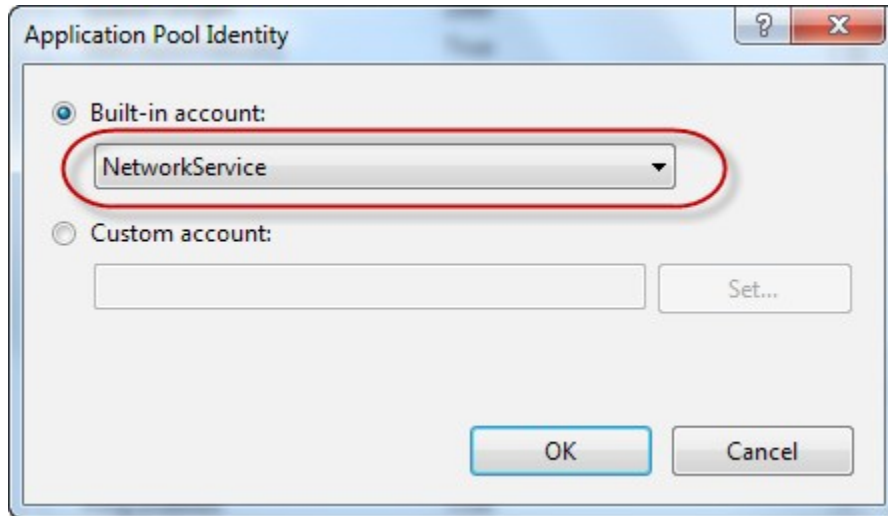 Application Pool Identity
Built-in account:
NetworkService
Custom account:
Set...
OK
Cancel